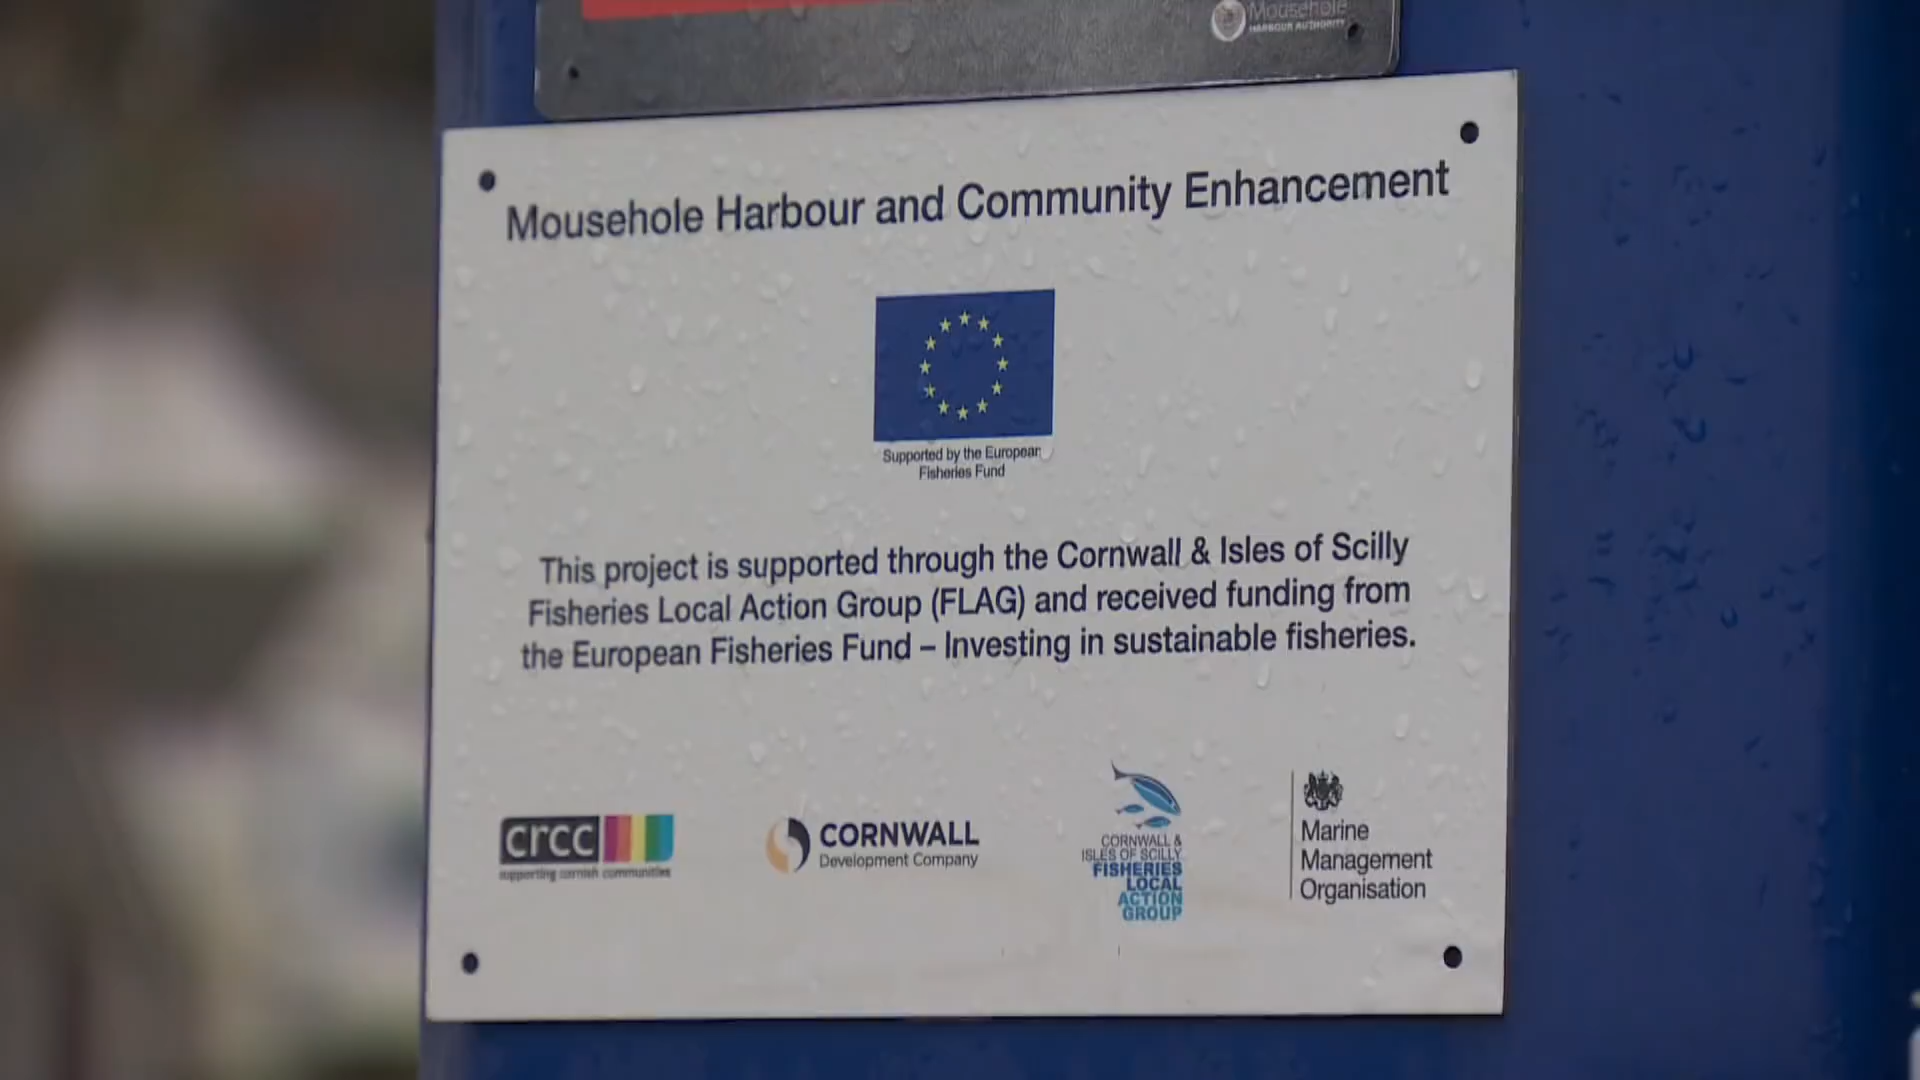 Mousehole
HARBOUR AUTHORITY
Mousehole Harbour and Community Enhancement
Supported by the European
Fisheries Fund
This project is supported through the Cornwall & Isles of Scilly
Fisheries Local Action Group (FLAG) and received funding from
the European Fisheries Fund – Investing in sustainable fisheries.
crcc
supporting cornish communities
CORNWALL
Development Company
CORNWALL &
ISLES OF SCILLY
FISHERIES
LOCAL
ACTION
GROUP
Marine
Management
Organisation